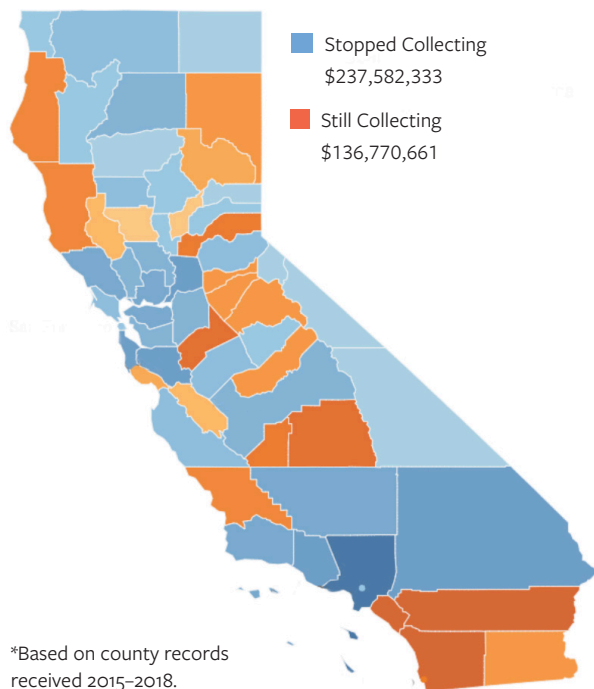 Stopped Collecting
$237,582,333
Still Collecting
$136,770,661
*Based on county records
received 2015–2018.